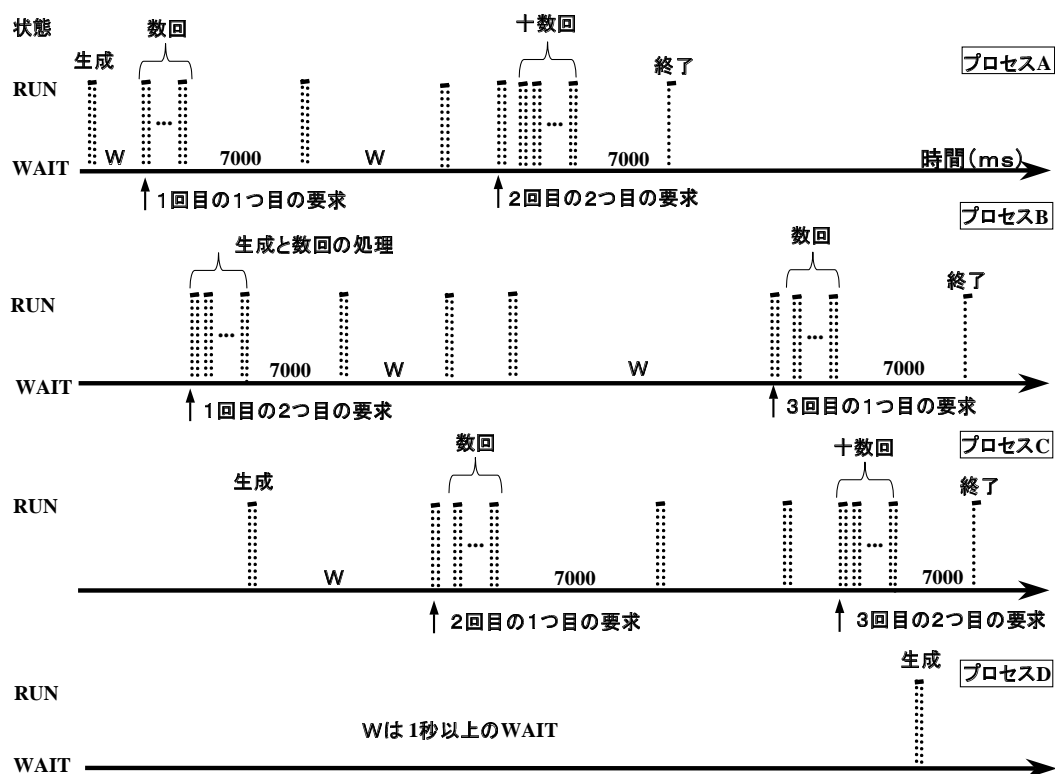 状態
数回
十数回
生成
終了
プロセスA
RUN
...
...
W
7000
W
7000
時間(ms)
WAIT
1回目の1つ目の要求
2回目の2つ目の要求
プロセスB
生成と数回の処理
数回
終了
RUN
...
...
7000
W
W
7000
WAIT
1回目の2つ目の要求
3回目の1つ目の要求
プロセスC
数回
十数回
生成
終了
RUN
...
...
W
7000
7000
2回目の1つ目の要求
3回目の2つ目の要求
生成
プロセスD
RUN
Wは1秒以上のWAIT
WAIT